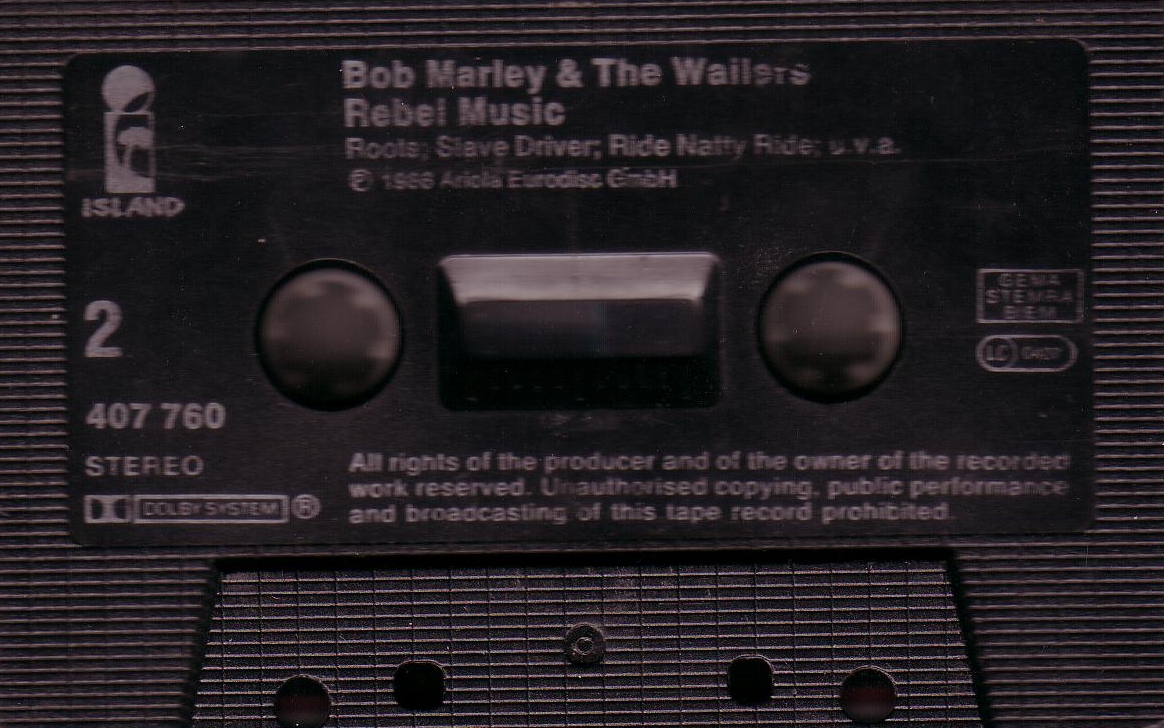 Bob Marley & The Wailers
Rebel Music
Roots; Slave Driver; Ride Natty Ride; u.v.a.
℗ 1986 Ariola Eurodisc GmbH
ISLAND
GEMA
STEMRA
BIEM
2
LC 0407
407 760
STEREO
DOLBY SYSTEM ®
All rights of the producer and of the owner of the recorded
work reserved. Unauthorised copying, public performance
and broadcasting of this tape record prohibited.